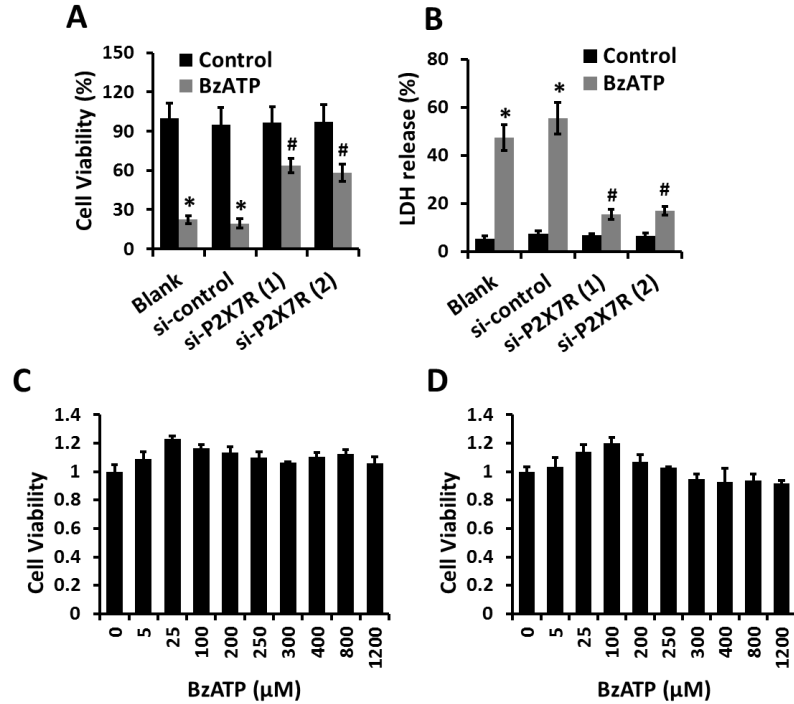 A
Cell Viability (%)
150
120
90
60
30
0
Control
BzATP
*
*
#
#
Blank
si-control
si-P2X7R (1)
si-P2X7R (2)
B
LDH release (%)
80
60
40
20
0
Control
BzATP
*
*
#
#
Blank
si-control
si-P2X7R (1)
si-P2X7R (2)
C
Cell Viability
1.4
1.2
1
0.8
0.6
0.4
0.2
0
0 5 25 100 200 250 300 400 800 1200
BzATP (μM)
D
Cell Viability
1.4
1.2
1
0.8
0.6
0.4
0.2
0
0 5 25 100 200 250 300 400 800 1200
BzATP (μM)